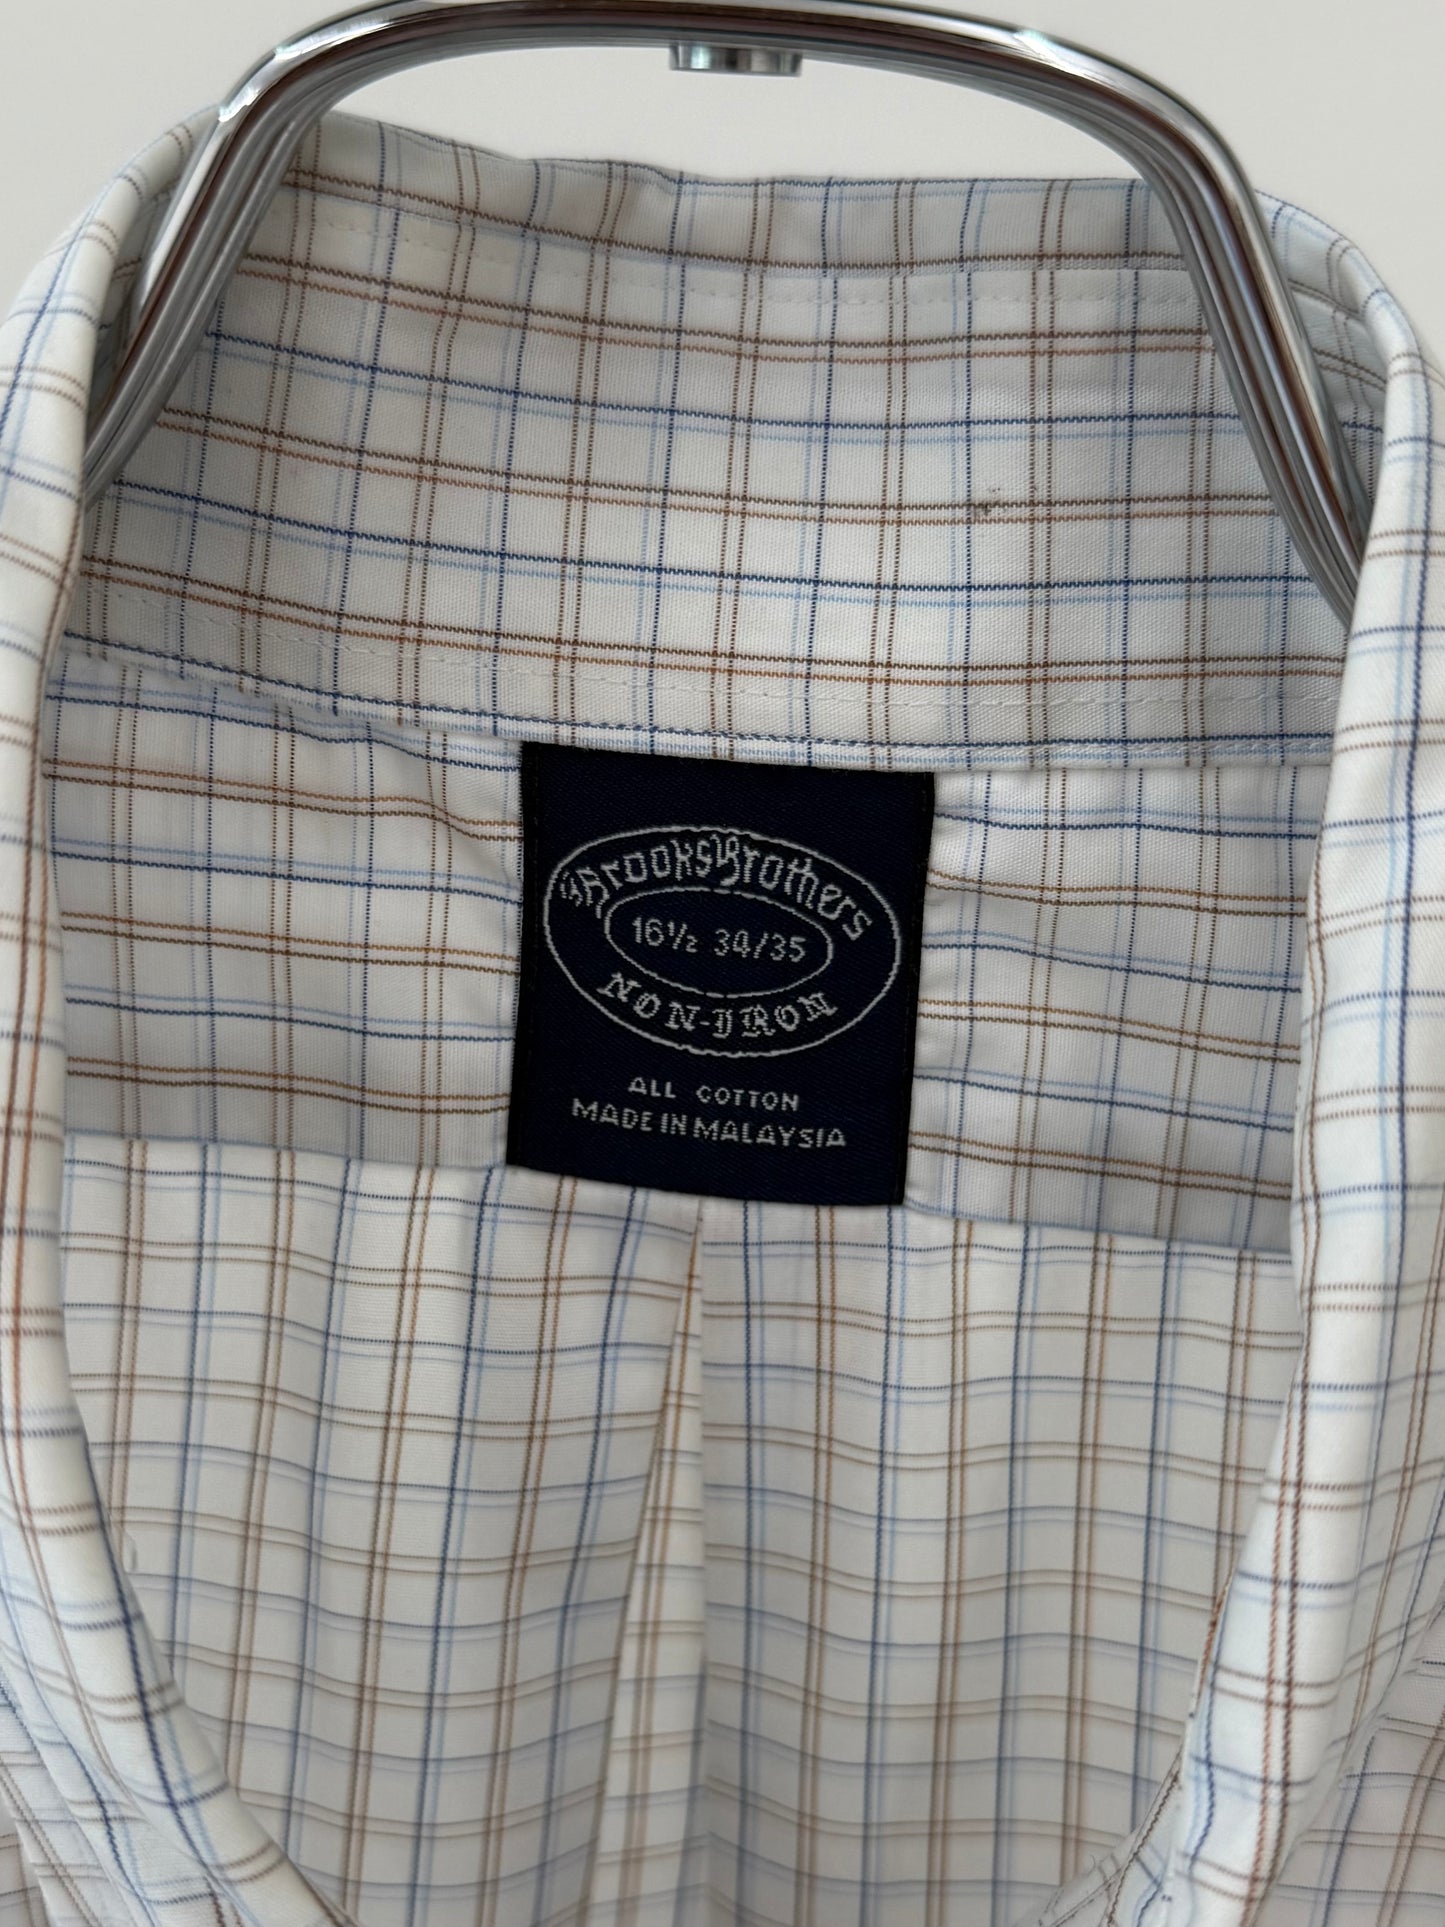 Brooks Brothers
16½ 34/35
NON-IRON
ALL COTTON
MADE IN MALAYSIA